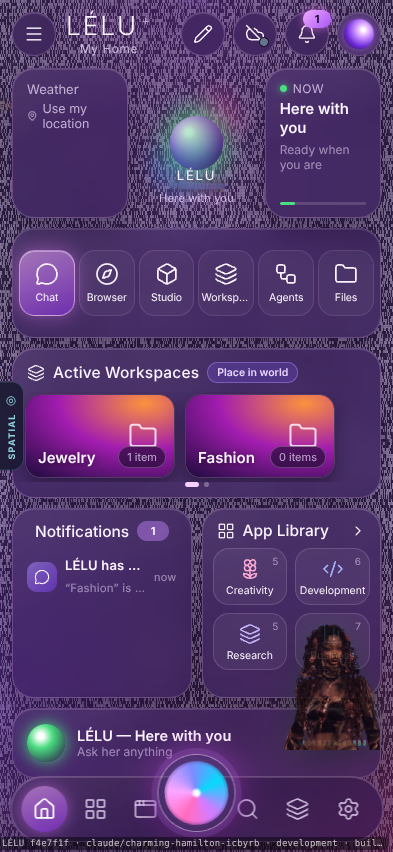 LÉLU
My Home
1
Weather
Use my
location
LÉLU
Here with you
NOW
Here with
you
Ready when
you are
Chat
Browser
Studio
Worksp...
Agents
Files
Active Workspaces
Place in world
SPATIAL
Jewelry
1 item
Fashion
0 items
Notifications
1
LÉLU has ...
now
“Fashion” is ...
App Library
5
Creativity
6
Development
5
Research
7
LÉLU — Here with you
Ask her anything
LÉLU f4e7f1f · claude/charming-hamilton-icbyrb · development · buil…